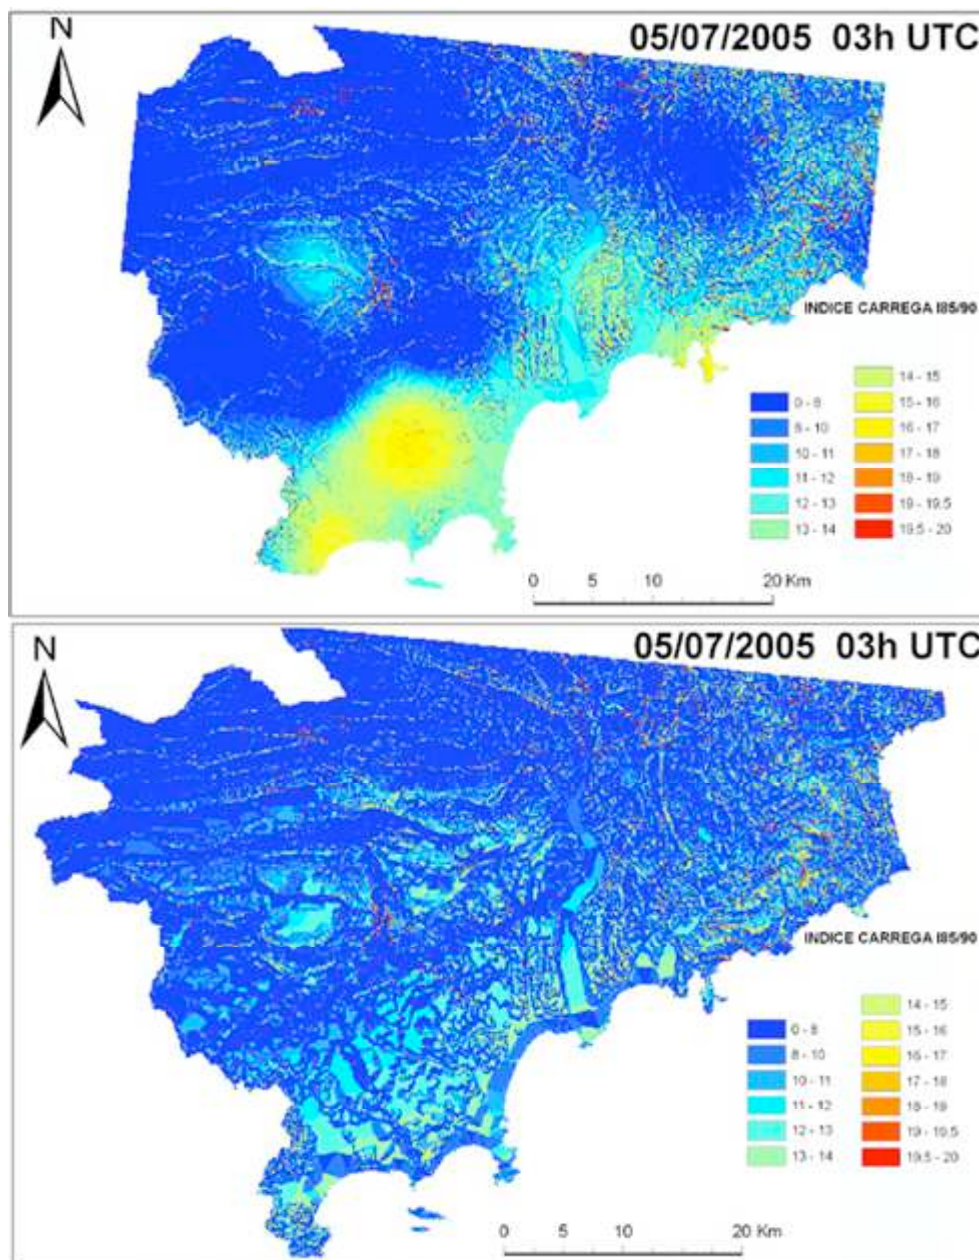 N
05/07/2005 03h UTC
INDICE CARREGA I85/90
14 - 15
0 - 8
15 - 16
8 - 10
16 - 17
10 - 11
17 - 18
11 - 12
18 - 19
12 - 13
19 - 19.5
13 - 14
19.5 - 20
0 5 10 20 Km
N
05/07/2005 03h UTC
INDICE CARREGA I85/90
14 - 15
0 - 8
15 - 16
8 - 10
16 - 17
10 - 11
17 - 18
11 - 12
18 - 19
12 - 13
19 - 19,5
13 - 14
19,5 - 20
0 5 10 20 Km